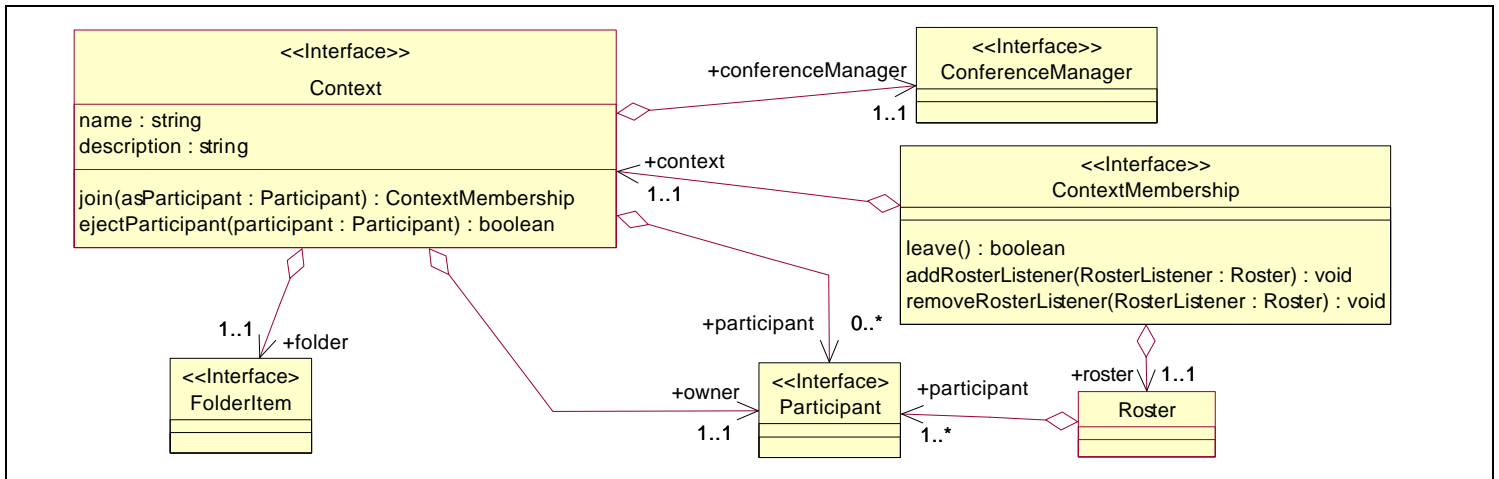 <<Interface>>
Context
name : string
description : string
join(asParticipant : Participant) : ContextMembership
ejectParticipant(participant : Participant) : boolean
+conferenceManager
1..1
<<Interface>>
ConferenceManager
+context
1..1
<<Interface>>
ContextMembership
leave() : boolean
addRosterListener(RosterListener : Roster) : void
removeRosterListener(RosterListener : Roster) : void
1..1
+folder
<<Interface>
FolderItem
+participant
0..*
+owner
1..1
<<Interface>
Participant
+participant
1..*
+roster
1..1
Roster